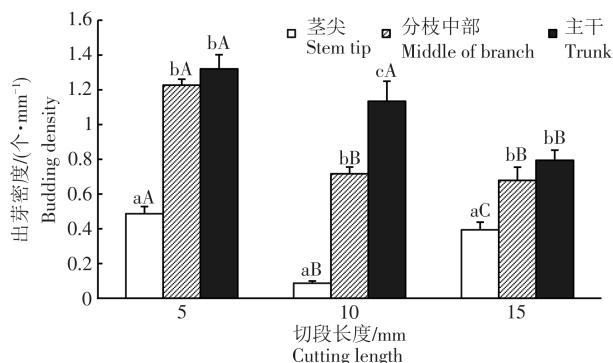 茎尖 分枝中部 主干
Stem tip Middle of branch Trunk
出芽密度/(个·mm⁻¹)
Budding density
1.6
1.4
1.2
1
0.8
0.6
0.4
0.2
0
aA bA bA
aB bB cA
aC bB bB
5 10 15
切段长度/mm
Cutting length